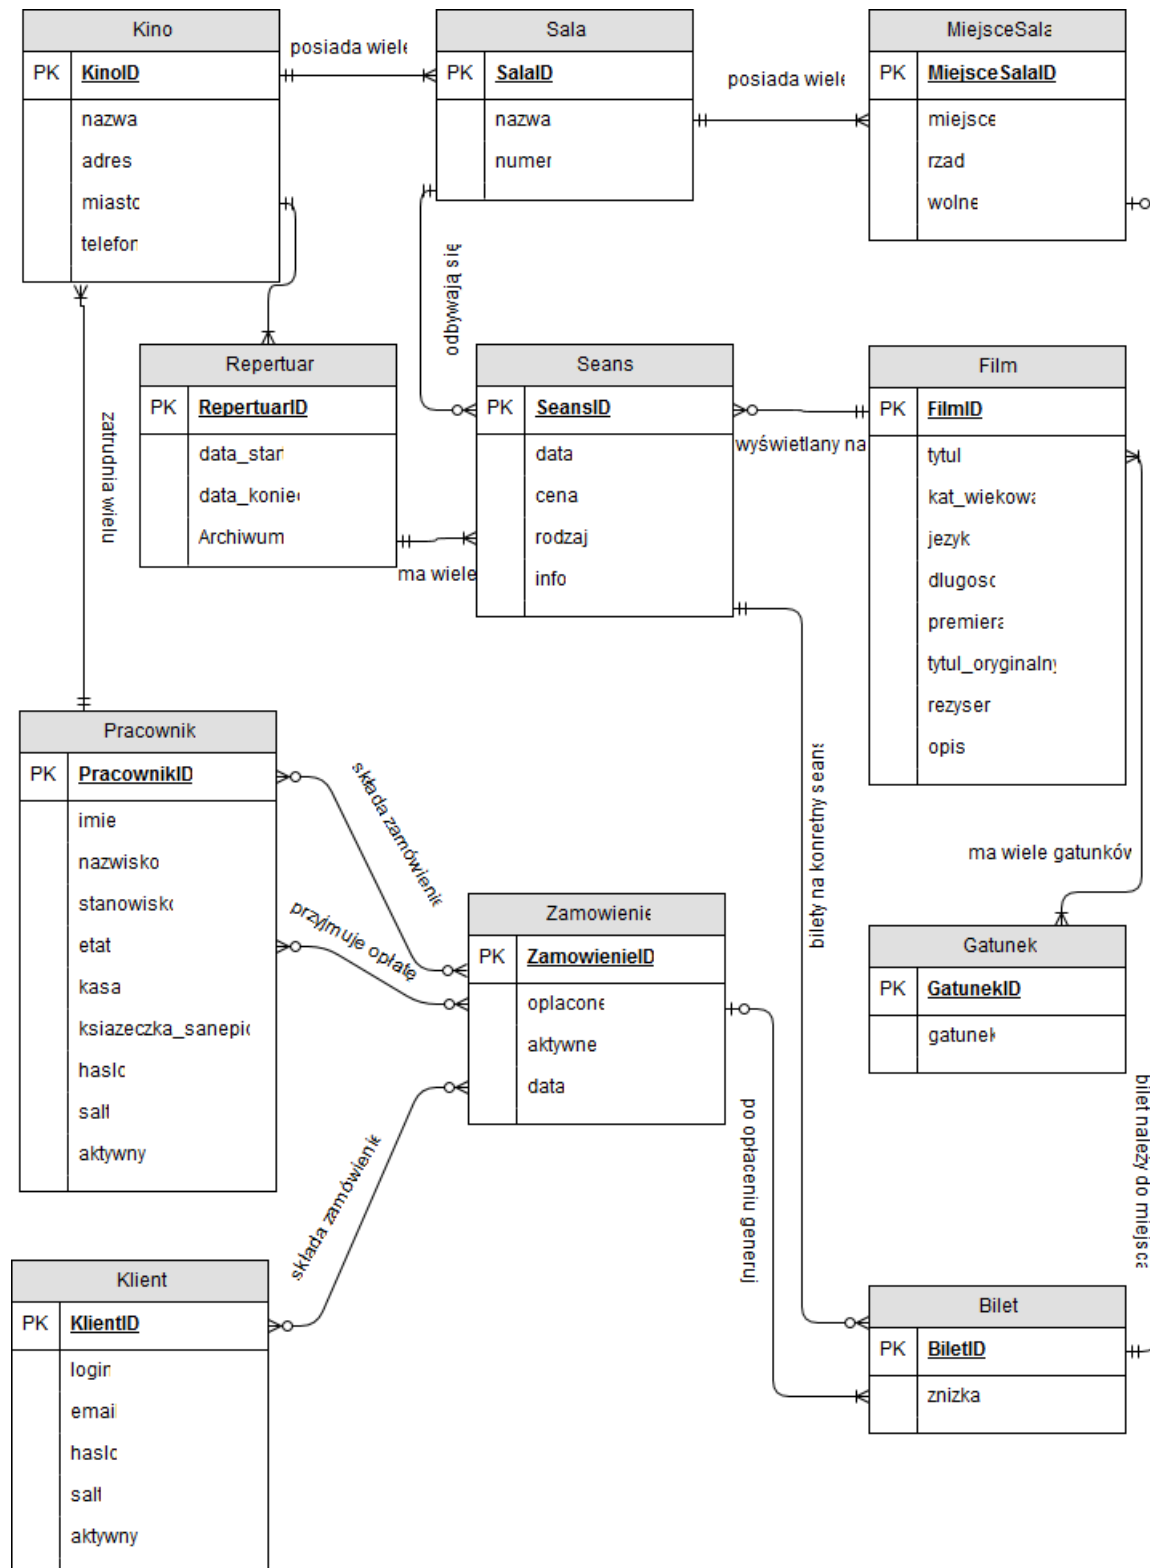 Kino
PK KinoID
nazwa
adres
miasto
telefon
posiada wiele
Sala
PK SalaID
nazwa
numer
posiada wiele
MiejsceSala
PK MiejsceSalaID
miejsce
rzad
wolne
odbywają się
zatrudnia wielu
Repertuar
PK RepertuarID
data_start
data_koniec
Archiwum
ma wiele
Seans
PK SeansID
data
cena
rodzaj
info
wyświetlany na
Film
PK FilmID
tytul
kat_wiekowa
jezyk
dlugosc
premiera
tytul_oryginalny
rezyser
opis
ma wiele gatunków
Gatunek
PK GatunekID
gatunek
Pracownik
PK PracownikID
imie
nazwisko
stanowisko
etat
kasa
ksiazeczka_sanepid
haslo
salt
aktywny
składa zamówienie
przyjmuje opłatę
Zamowienie
PK ZamowienieID
oplacone
aktywne
data
bilety na konretny seans
po opłaceniu generuj
bilet należy do miejsca
składa zamówienie
Klient
PK KlientID
login
email
haslo
salt
aktywny
Bilet
PK BiletID
znizka